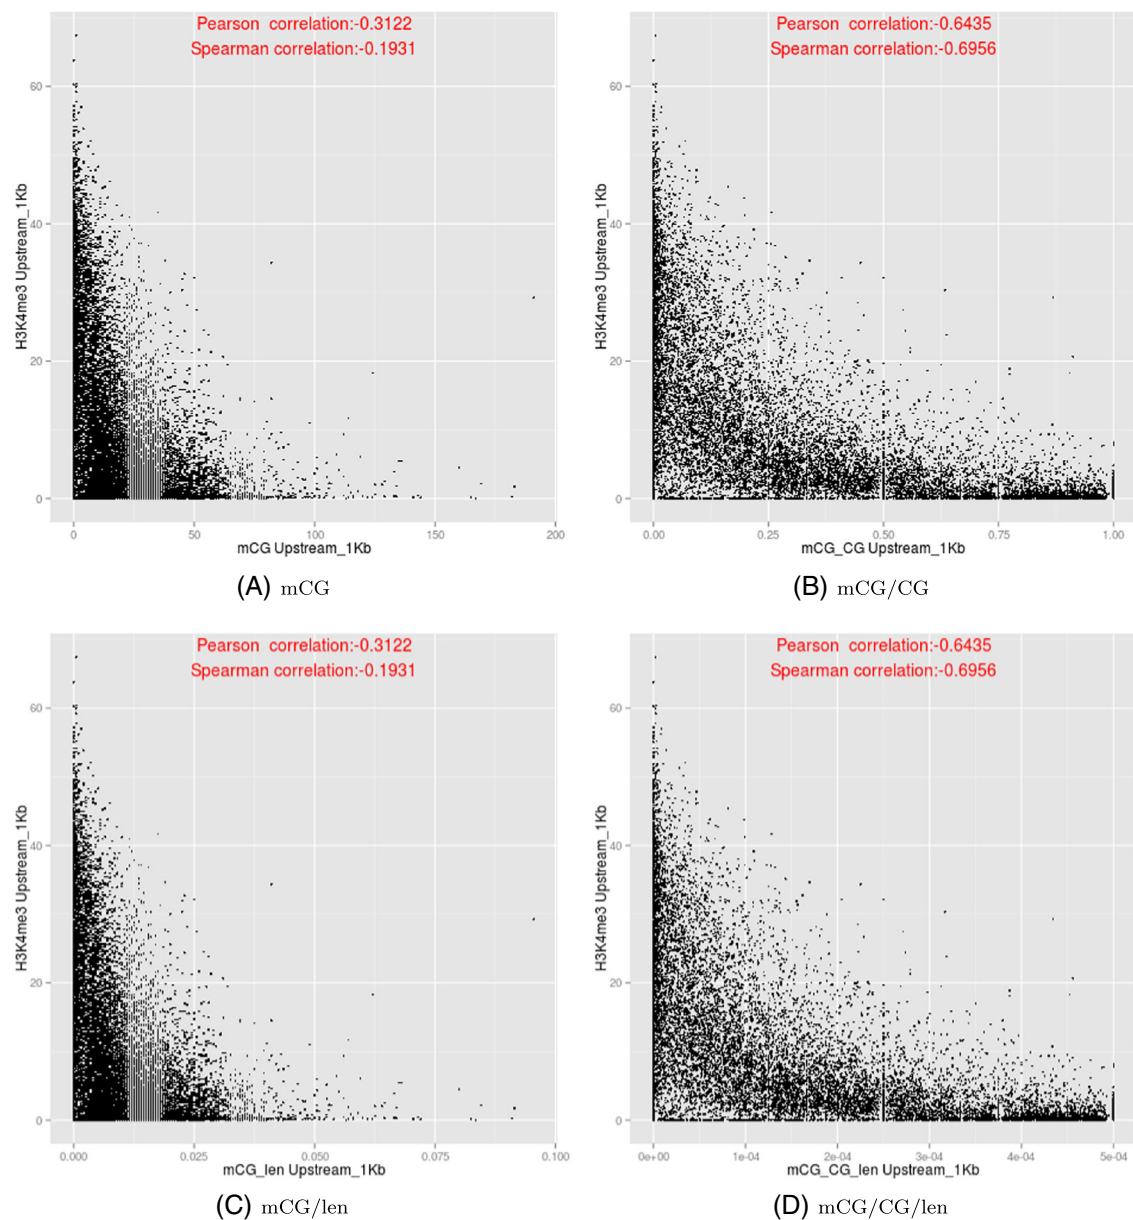 Pearson  correlation:-0.3122
Spearman correlation:-0.1931
H3K4me3 Upstream_1Kb
60
40
20
0
0 50 100 150 200
mCG Upstream_1Kb
(A) mCG
Pearson  correlation:-0.6435
Spearman correlation:-0.6956
H3K4me3 Upstream_1Kb
60
40
20
0
0.00 0.25 0.50 0.75 1.00
mCG_CG Upstream_1Kb
(B) mCG/CG
Pearson  correlation:-0.3122
Spearman correlation:-0.1931
H3K4me3 Upstream_1Kb
60
40
20
0
0.000 0.025 0.050 0.075 0.100
mCG_len Upstream_1Kb
(C) mCG/len
Pearson  correlation:-0.6435
Spearman correlation:-0.6956
H3K4me3 Upstream_1Kb
60
40
20
0
0e+00 1e-04 2e-04 3e-04 4e-04 5e-04
mCG_CG_len Upstream_1Kb
(D) mCG/CG/len